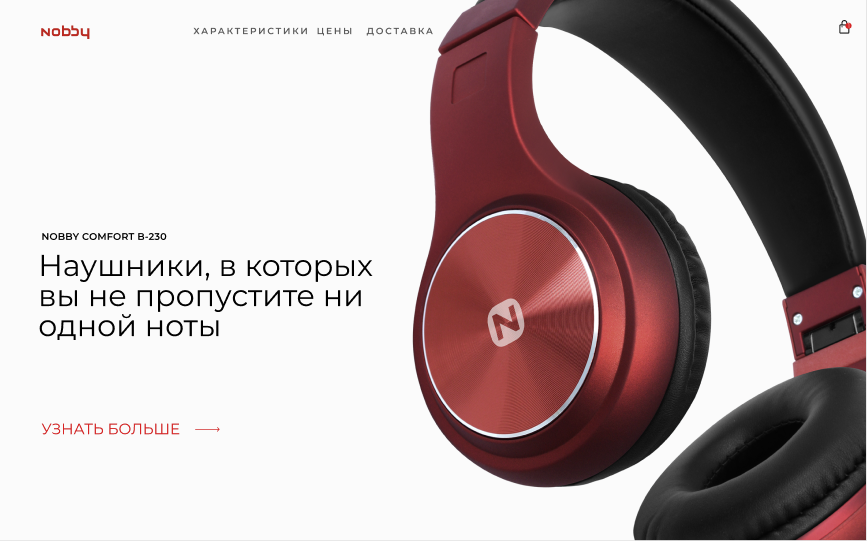 nobby
ХАРАКТЕРИСТИКИ ЦЕНЫ ДОСТАВКА
NOBBY COMFORT B-230
Наушники, в которых
вы не пропустите ни
одной ноты
УЗНАТЬ БОЛЬШЕ
N